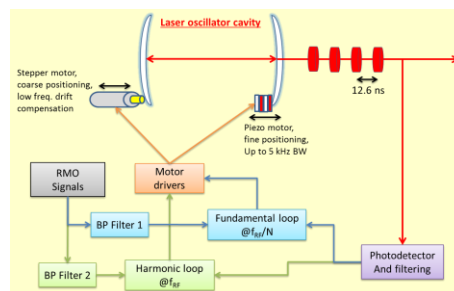 Laser oscillator cavity
Stepper motor,
coarse positioning,
low freq. drift
compensation
12.6 ns
Piezo motor,
fine positioning,
Up to 5 kHz BW
RMO
Signals
Motor
drivers
BP Filter 1
Fundamental loop
@fRF/N
Photodetector
And filtering
BP Filter 2
Harmonic loop
@fRF